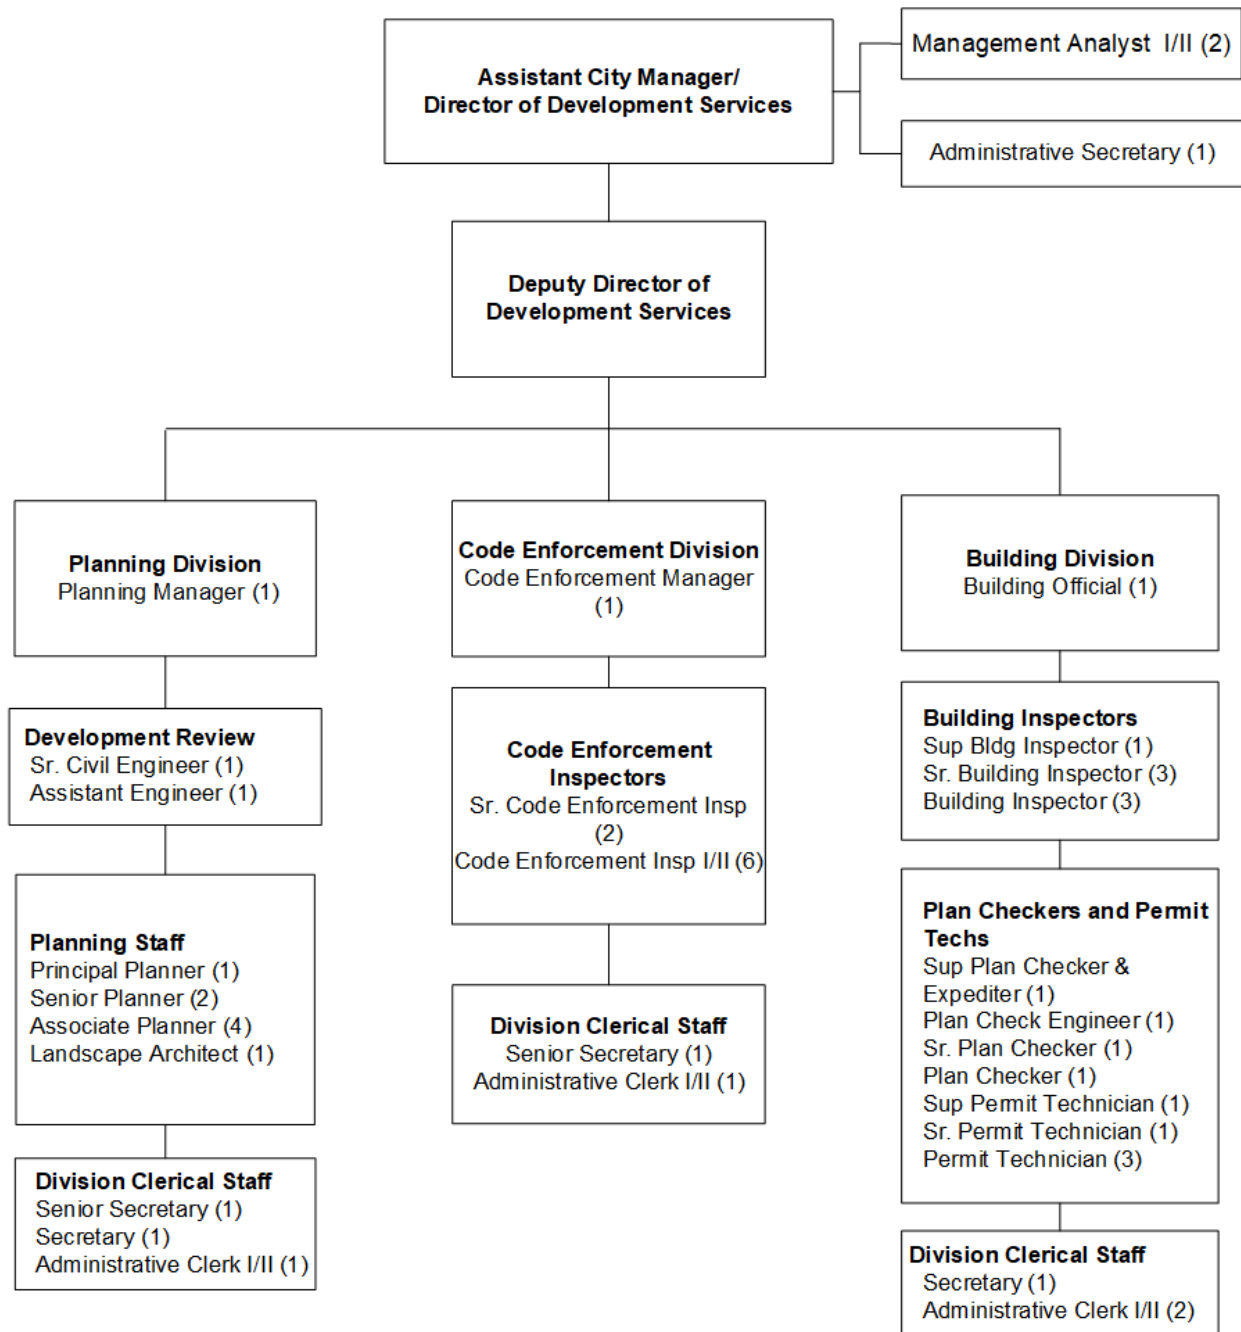 Assistant City Manager/
Director of Development Services
Management Analyst I/II (2)
Administrative Secretary (1)
Deputy Director of
Development Services
Planning Division
Planning Manager (1)
Development Review
Sr. Civil Engineer (1)
Assistant Engineer (1)
Planning Staff
Principal Planner (1)
Senior Planner (2)
Associate Planner (4)
Landscape Architect (1)
Division Clerical Staff
Senior Secretary (1)
Secretary (1)
Administrative Clerk I/II (1)
Code Enforcement Division
Code Enforcement Manager
(1)
Code Enforcement
Inspectors
Sr. Code Enforcement Insp
(2)
Code Enforcement Insp I/II (6)
Division Clerical Staff
Senior Secretary (1)
Administrative Clerk I/II (1)
Building Division
Building Official (1)
Building Inspectors
Sup Bldg Inspector (1)
Sr. Building Inspector (3)
Building Inspector (3)
Plan Checkers and Permit
Techs
Sup Plan Checker &
Expediter (1)
Plan Check Engineer (1)
Sr. Plan Checker (1)
Plan Checker (1)
Sup Permit Technician (1)
Sr. Permit Technician (1)
Permit Technician (3)
Division Clerical Staff
Secretary (1)
Administrative Clerk I/II (2)